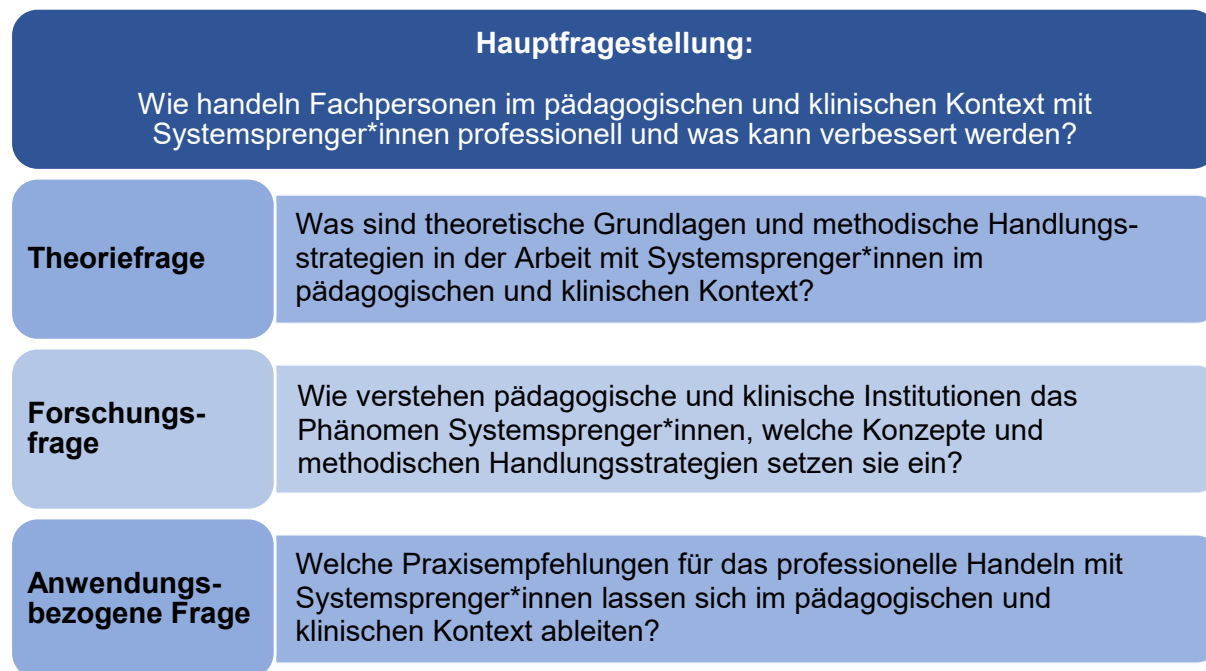 Hauptfragestellung:
Wie handeln Fachpersonen im pädagogischen und klinischen Kontext mit
Systemsprenger*innen professionell und was kann verbessert werden?
Theoriefrage
Was sind theoretische Grundlagen und methodische Handlungs-
strategien in der Arbeit mit Systemsprenger*innen im
pädagogischen und klinischen Kontext?
Forschungs-
frage
Wie verstehen pädagogische und klinische Institutionen das
Phänomen Systemsprenger*innen, welche Konzepte und
methodischen Handlungsstrategien setzen sie ein?
Anwendungs-
bezogene Frage
Welche Praxisempfehlungen für das professionelle Handeln mit
Systemsprenger*innen lassen sich im pädagogischen und
klinischen Kontext ableiten?